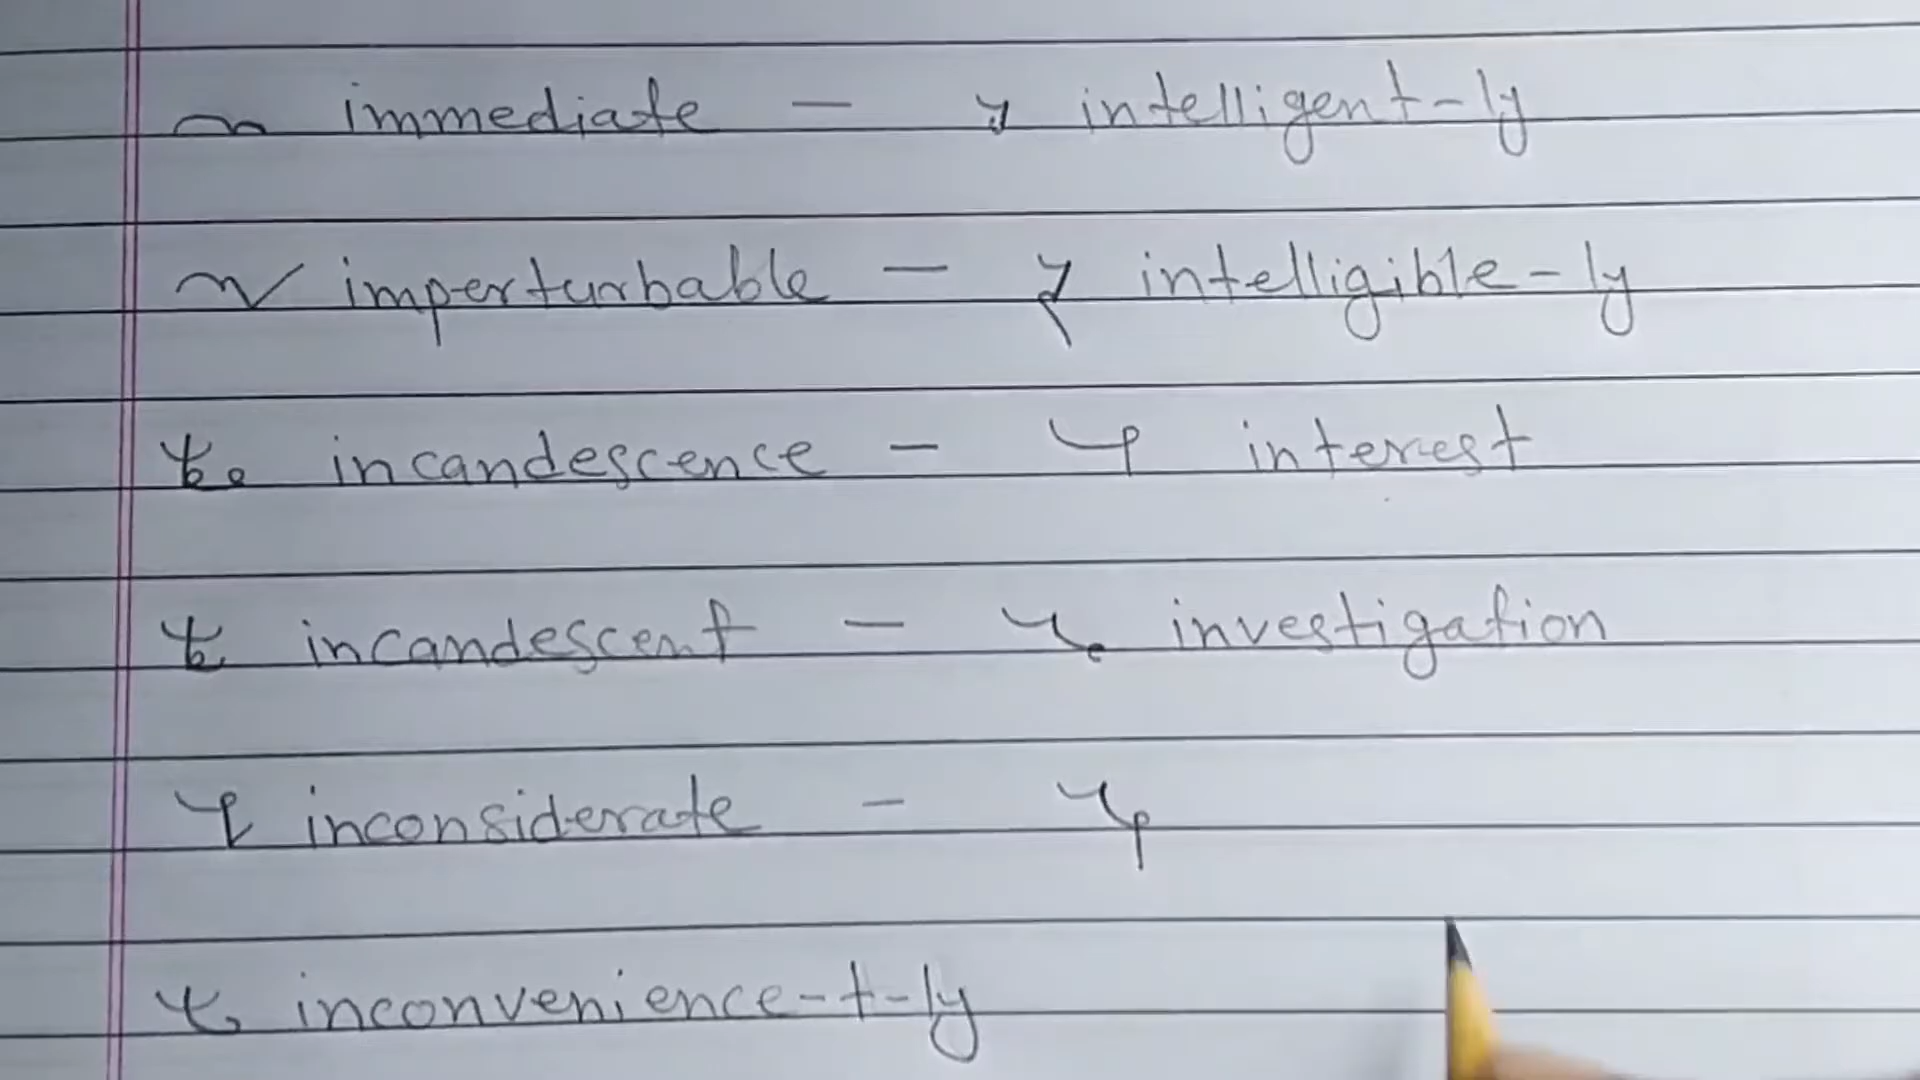 immediate — intelligent-ly
imperturbable — intelligible-ly
incandescence — interest
incandescent — investigation
inconsiderate —
inconvenience-t-ly